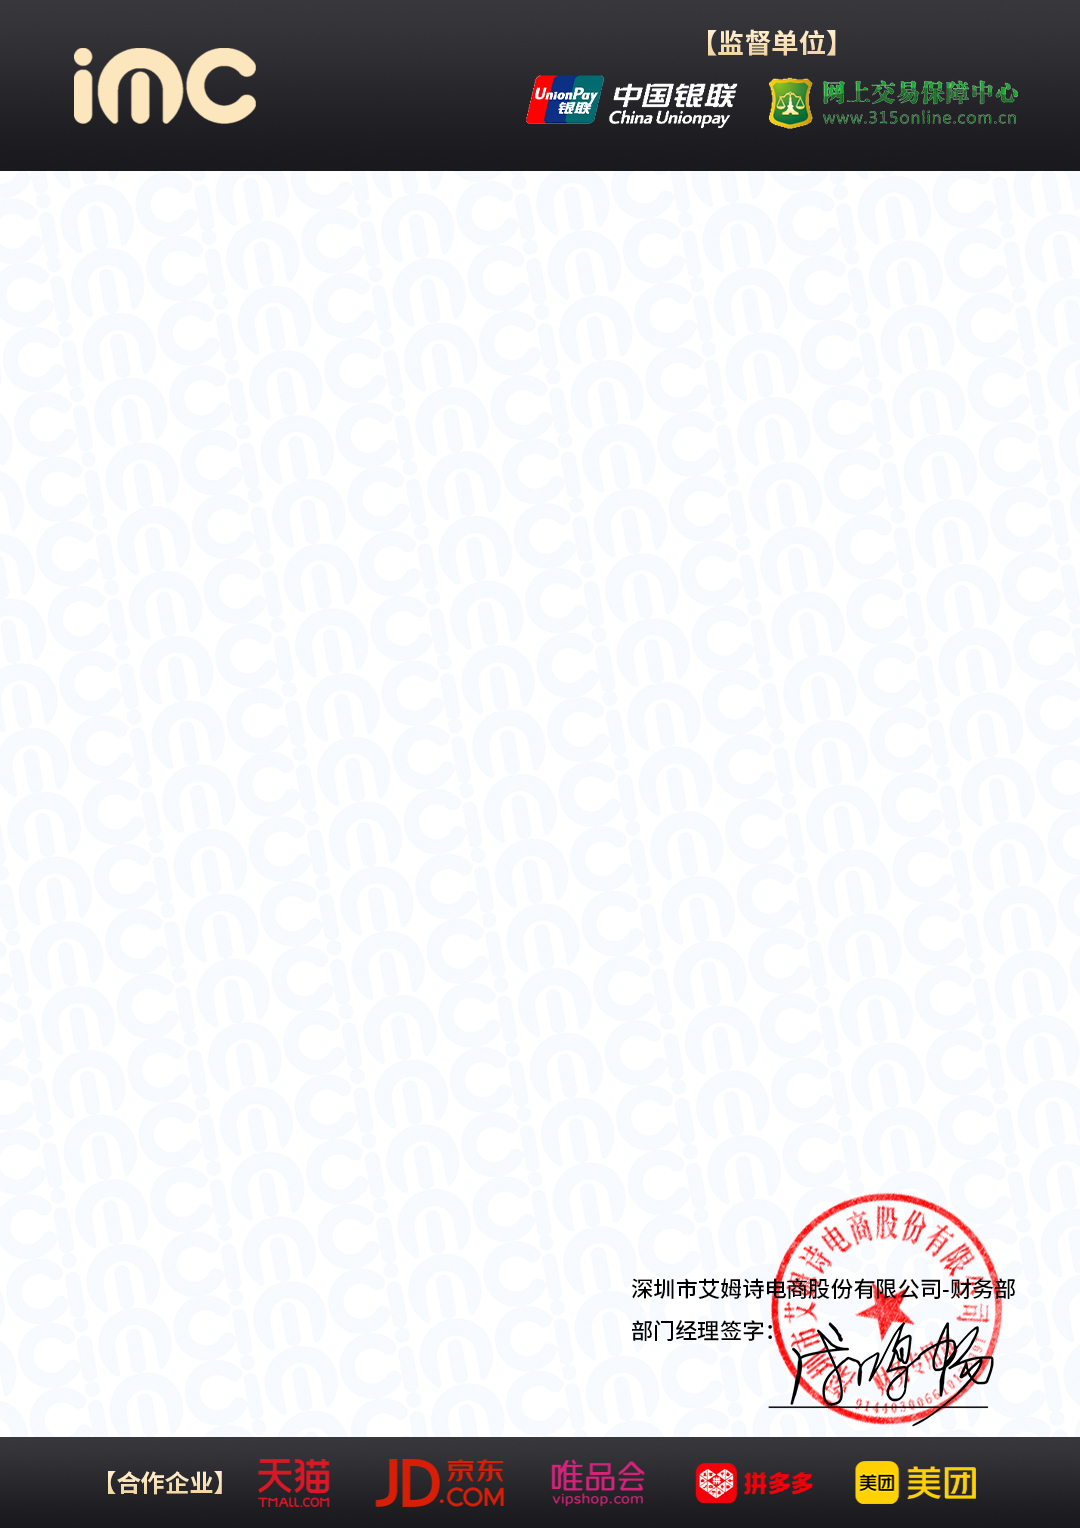 imc
【监督单位】
UnionPay
银联
中国银联
China Unionpay
网上交易保障中心
www.315online.com.cn
深圳市艾姆诗电商股份有限公司
深圳市艾姆诗电商股份有限公司-财务部
部门经理签字：
【合作企业】
天猫
TMALL.COM
JD.COM
京东
唯品会
vipshop.com
拼多多
美团
美团